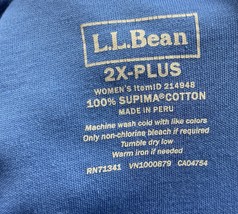 L.L.Bean
2X-PLUS
WOMEN'S ItemID 214948
100% SUPIMA® COTTON
MADE IN PERU
Machine wash cold with like colors
Only non-chlorine bleach if required
Tumble dry low
Warm iron if needed
RN71341 VN1000879 CA04754